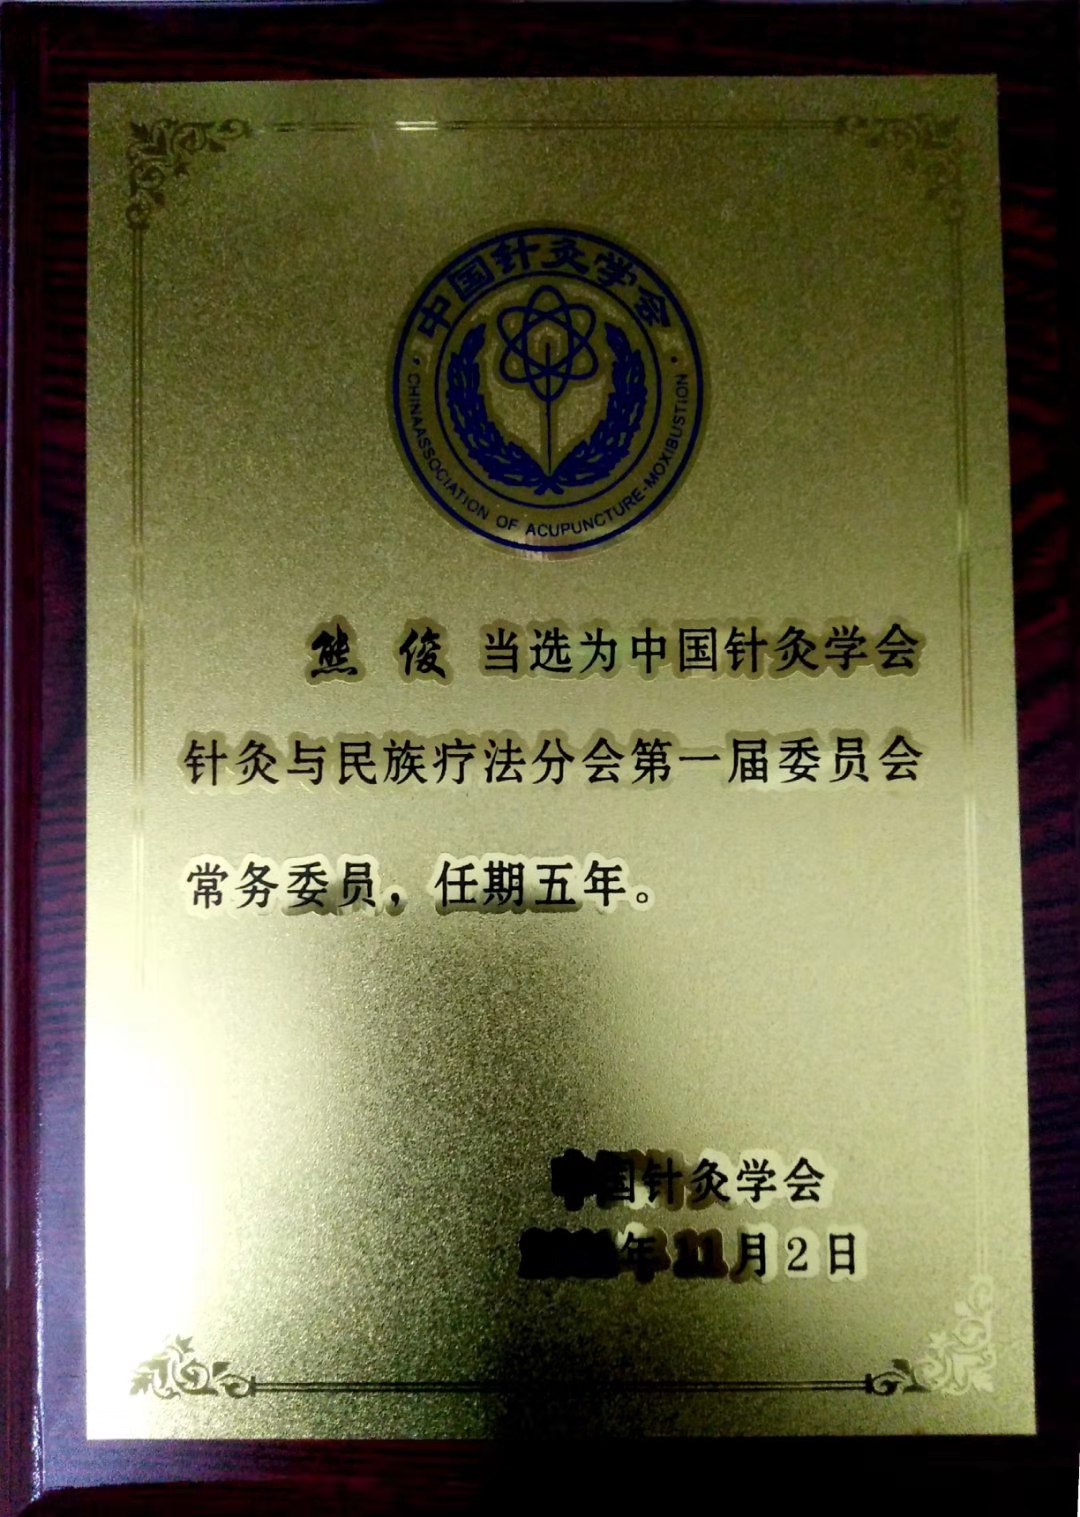 中国针灸学会
CHINA ASSOCIATION OF ACUPUNCTURE-MOXIBUSTION
熊 俊 当选为中国针灸学会
针灸与民族疗法分会第一届委员会
常务委员，任期五年。
中国针灸学会
年11月2日